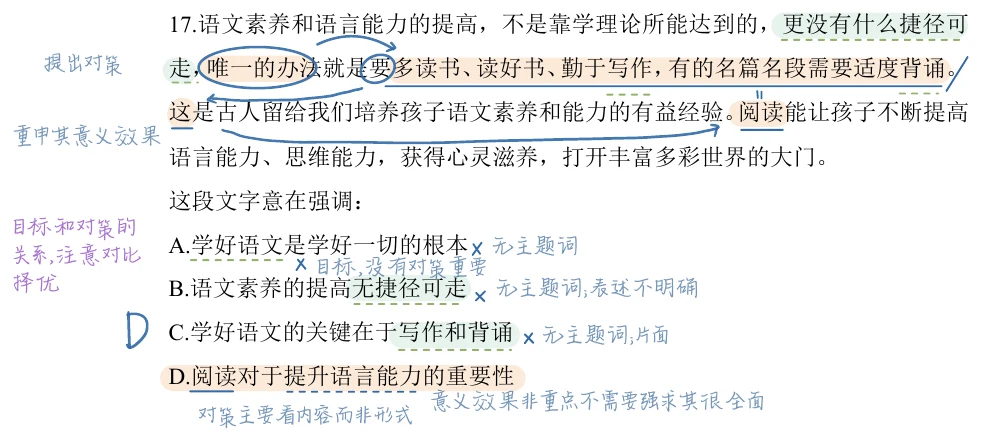 17.语文素养和语言能力的提高，不是靠学理论所能达到的，更没有什么捷径可
提出对策
走，唯一的办法就是要多读书、读好书、勤于写作，有的名篇名段需要适度背诵。
这是古人留给我们培养孩子语文素养和能力的有益经验。阅读能让孩子不断提高
重申其意义效果
语言能力、思维能力，获得心灵滋养，打开丰富多彩世界的大门。
这段文字意在强调：
目标和对策的
关系,注意对比
择优
A.学好语文是学好一切的根本 x 无主题词
x 目标,没有对策重要
B.语文素养的提高无捷径可走 x 无主题词,表述不明确
D
C.学好语文的关键在于写作和背诵 x 无主题词,片面
D.阅读对于提升语言能力的重要性
对策主要看内容而非形式
意义效果非重点不需要强求其很全面